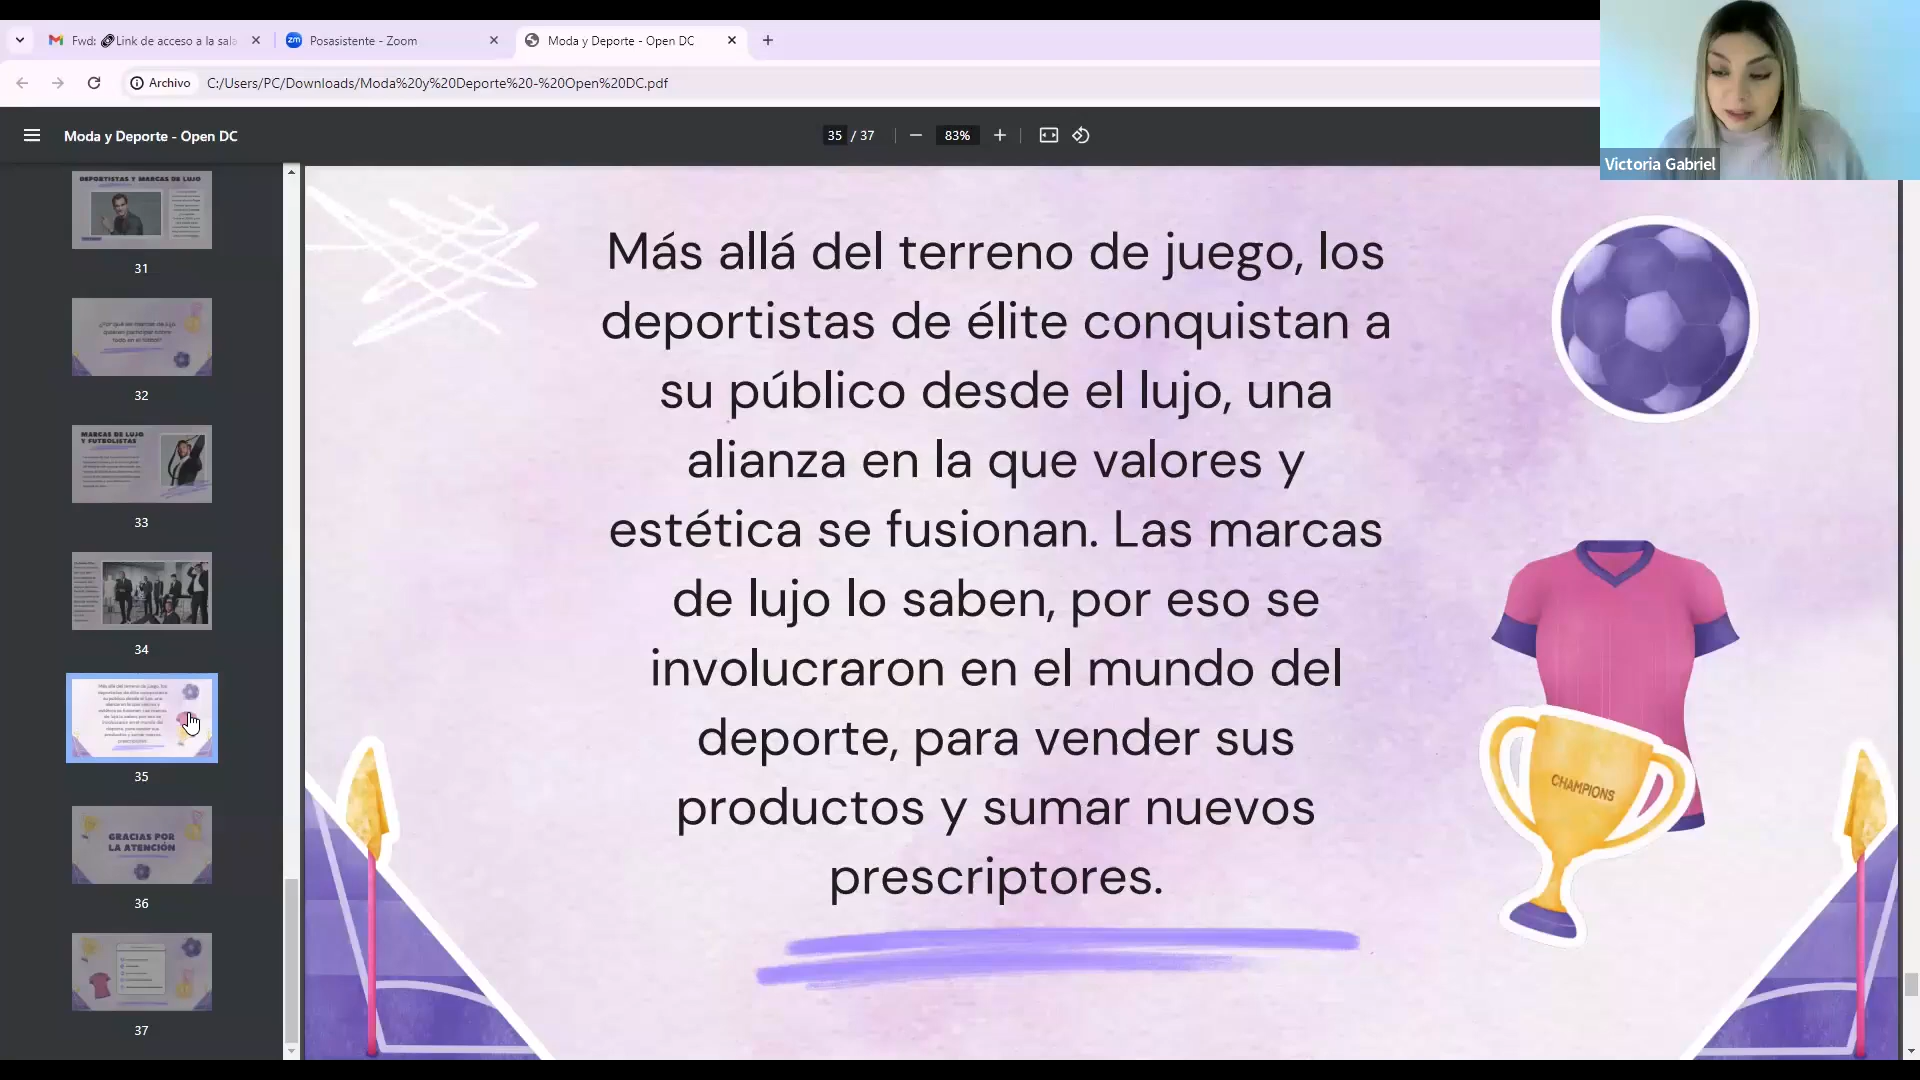 Fwd: Link de acceso a la sala
Posasistente - Zoom
Moda y Deporte - Open DC
Archivo
C:/Users/PC/Downloads/Moda%20y%20Deporte%20-%20Open%20DC.pdf
Moda y Deporte - Open DC
35 / 37
83%
Victoria Gabriel
DEPORTISTAS Y MARCAS DE LUJO
31
32
MARCAS DE LUJO
Y FUTBOLISTAS
33
34
35
GRACIAS POR
LA ATENCIÓN
36
37
Más allá del terreno de juego, los
deportistas de élite conquistan a
su público desde el lujo, una
alianza en la que valores y
estética se fusionan. Las marcas
de lujo lo saben, por eso se
involucraron en el mundo del
deporte, para vender sus
productos y sumar nuevos
prescriptores.
CHAMPIONS